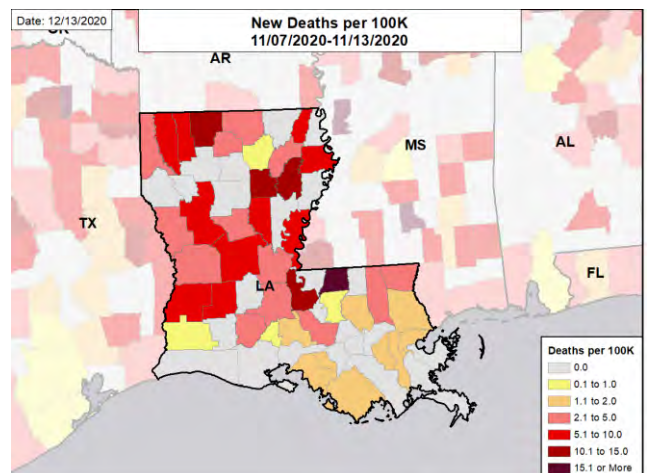 Date: 12/13/2020
New Deaths per 100K
11/07/2020-11/13/2020
AR
MS
AL
TX
LA
FL
Deaths per 100K
0.0
0.1 to 1.0
1.1 to 2.0
2.1 to 5.0
5.1 to 10.0
10.1 to 15.0
15.1 or More